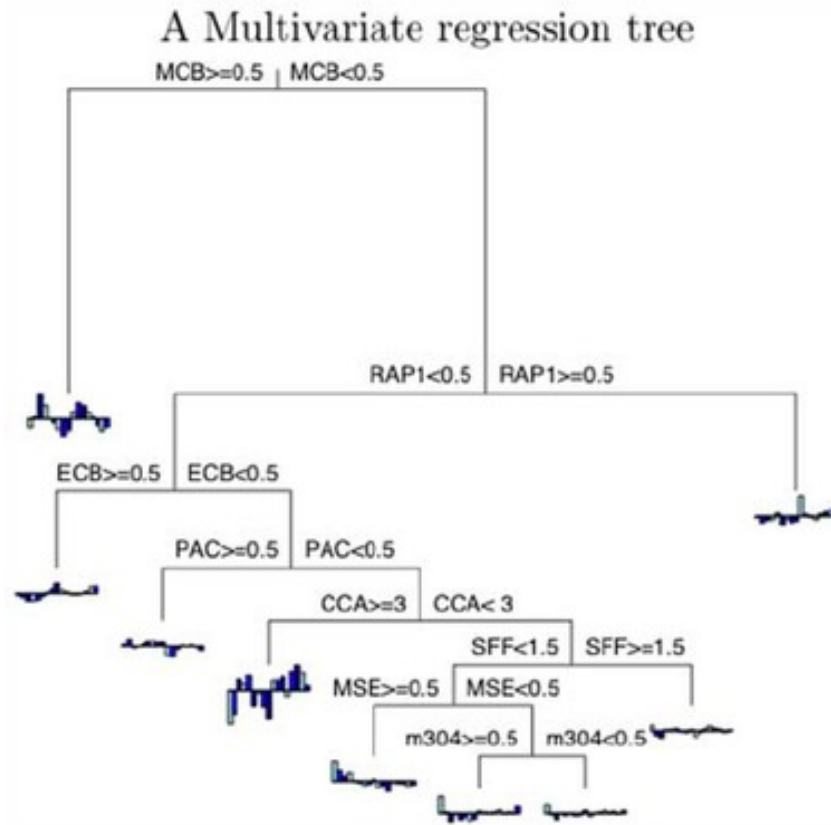 A Multivariate regression tree
MCB>=0.5 MCB<0.5
RAP1<0.5 RAP1>=0.5
ECB>=0.5 ECB<0.5
PAC>=0.5 PAC<0.5
CCA>=3 CCA< 3
SFF<1.5 SFF>=1.5
MSE>=0.5 MSE<0.5
m304>=0.5 m304<0.5